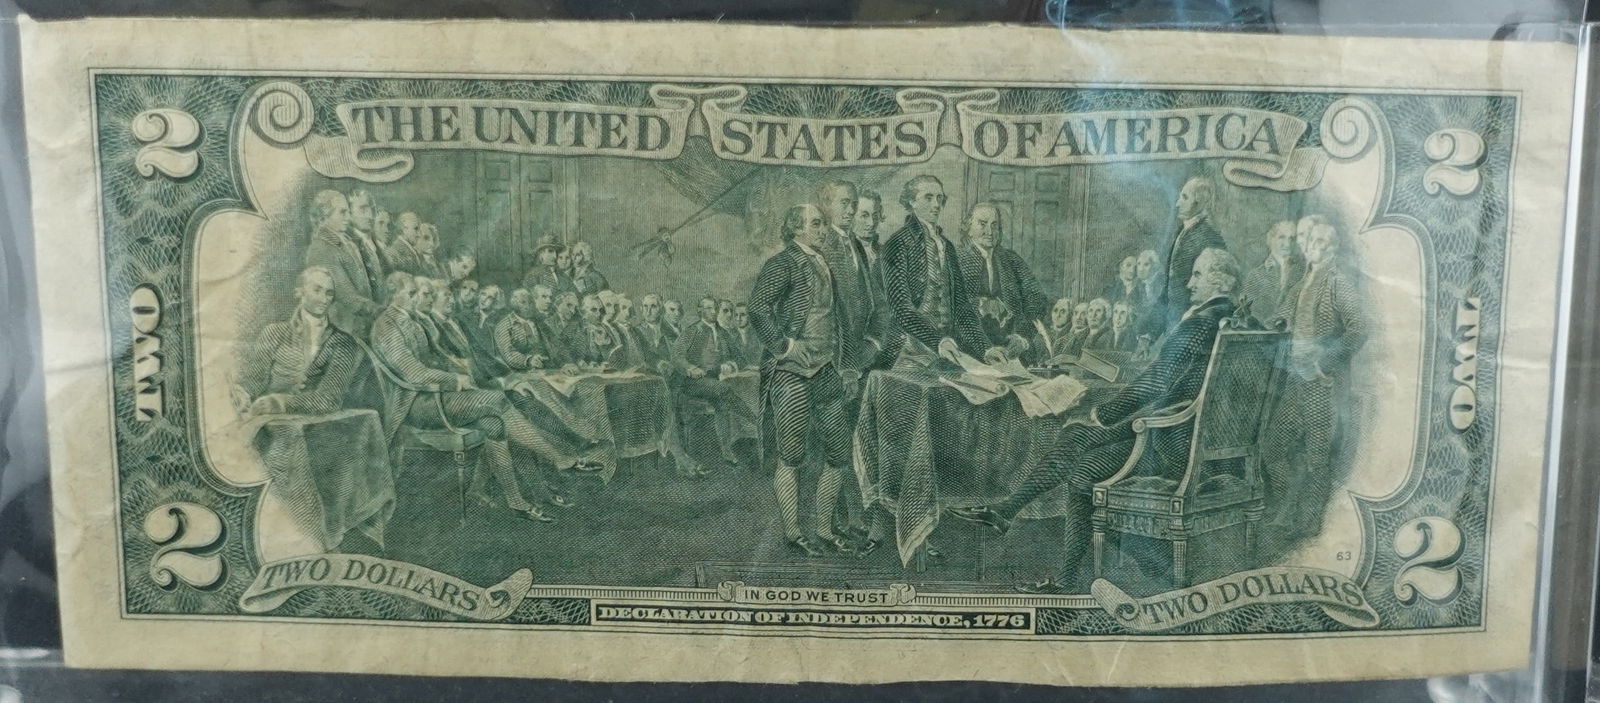 2 THE UNITED STATES OF AMERICA 2
TWO TWO
63
2 TWO DOLLARS IN GOD WE TRUST TWO DOLLARS 2
DECLARATION OF INDEPENDENCE, 1776